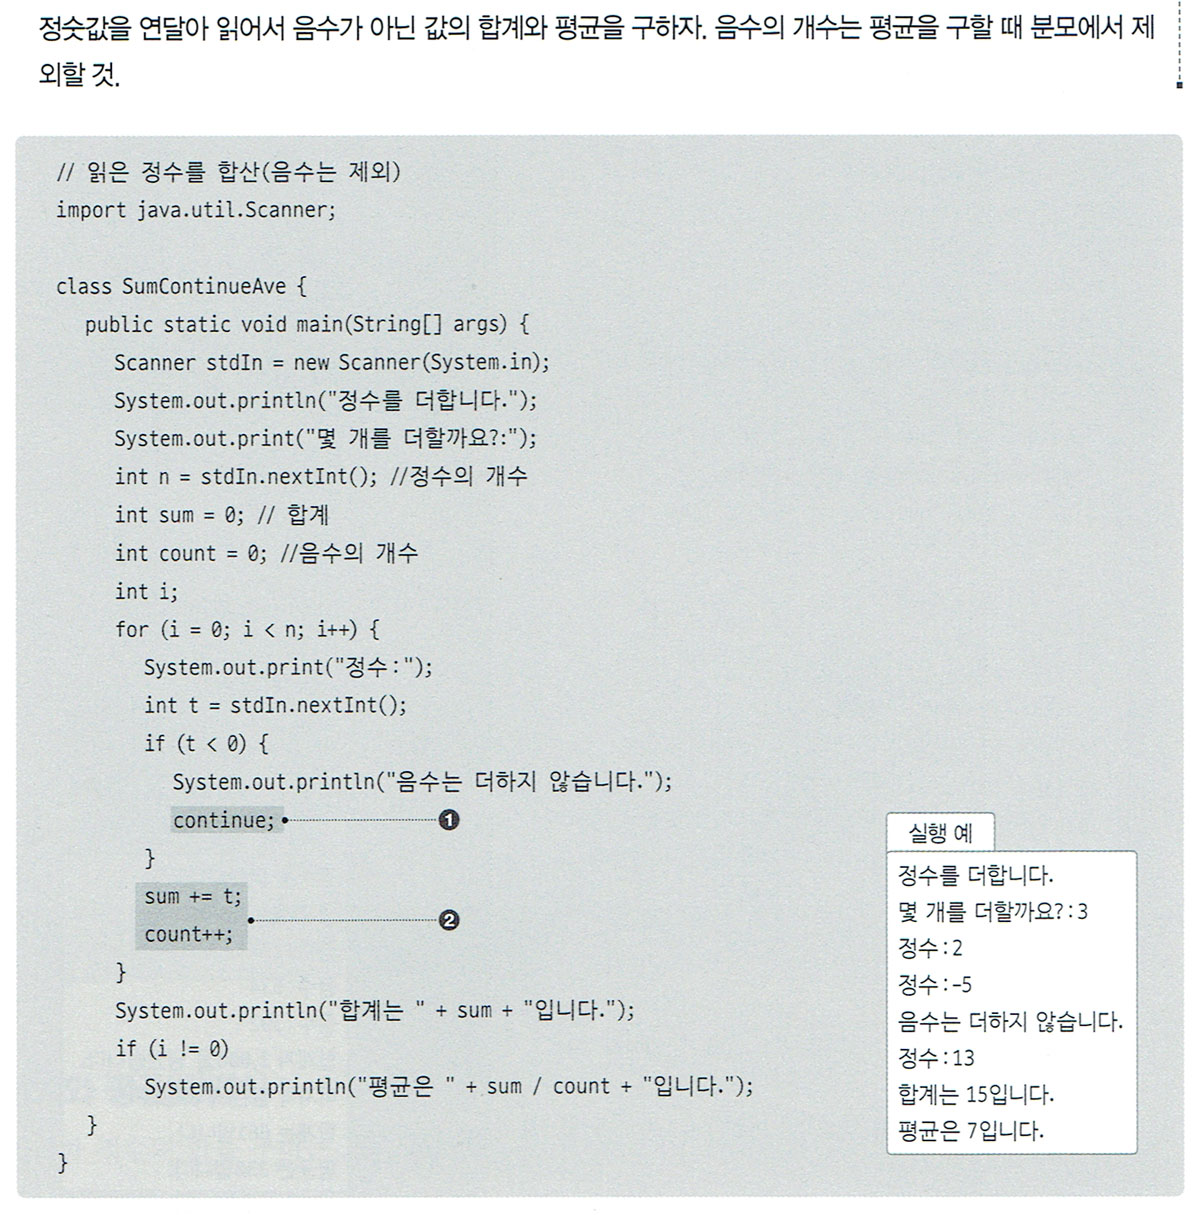 정숫값을 연달아 읽어서 음수가 아닌 값의 합계와 평균을 구하자. 음수의 개수는 평균을 구할 때 분모에서 제
외할 것.
// 읽은 정수를 합산(음수는 제외)
import java.util.Scanner;
class SumContinueAve {
public static void main(String[] args) {
Scanner stdIn = new Scanner(System.in);
System.out.println("정수를 더합니다.");
System.out.print("몇 개를 더할까요?:");
int n = stdIn.nextInt(); //정수의 개수
int sum = 0; // 합계
int count = 0; //음수의 개수
int i;
for (i = 0; i < n; i++) {
System.out.print("정수:");
int t = stdIn.nextInt();
if (t < 0) {
System.out.println("음수는 더하지 않습니다.");
continue; ❶
}
sum += t;
❷
count++;
}
System.out.println("합계는 " + sum + "입니다.");
if (i != 0)
System.out.println("평균은 " + sum / count + "입니다.");
}
}
실행 예
정수를 더합니다.
몇 개를 더할까요?:3
정수:2
정수:-5
음수는 더하지 않습니다.
정수:13
합계는 15입니다.
평균은 7입니다.